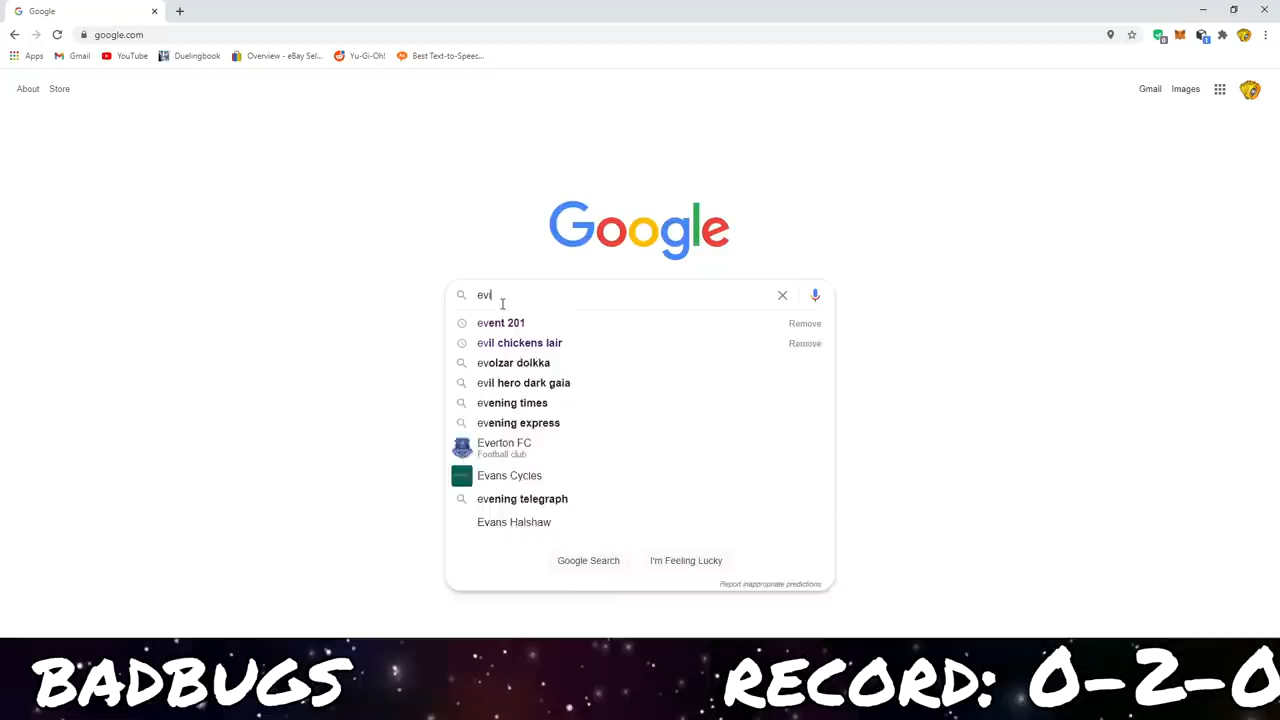 Google
google.com
Apps Gmail YouTube Duelingbook Overview - eBay Sel... Yu-Gi-Oh! Best Text-to-Speec...
About Store Gmail Images
Google
evi
event 201 Remove
evil chickens lair Remove
evolzar dolkka
evil hero dark gaia
evening times
evening express
Everton FC
Football club
Evans Cycles
evening telegraph
Evans Halshaw
Google Search I'm Feeling Lucky
Report inappropriate predictions
BADBUGS RECORD: 0-2-0